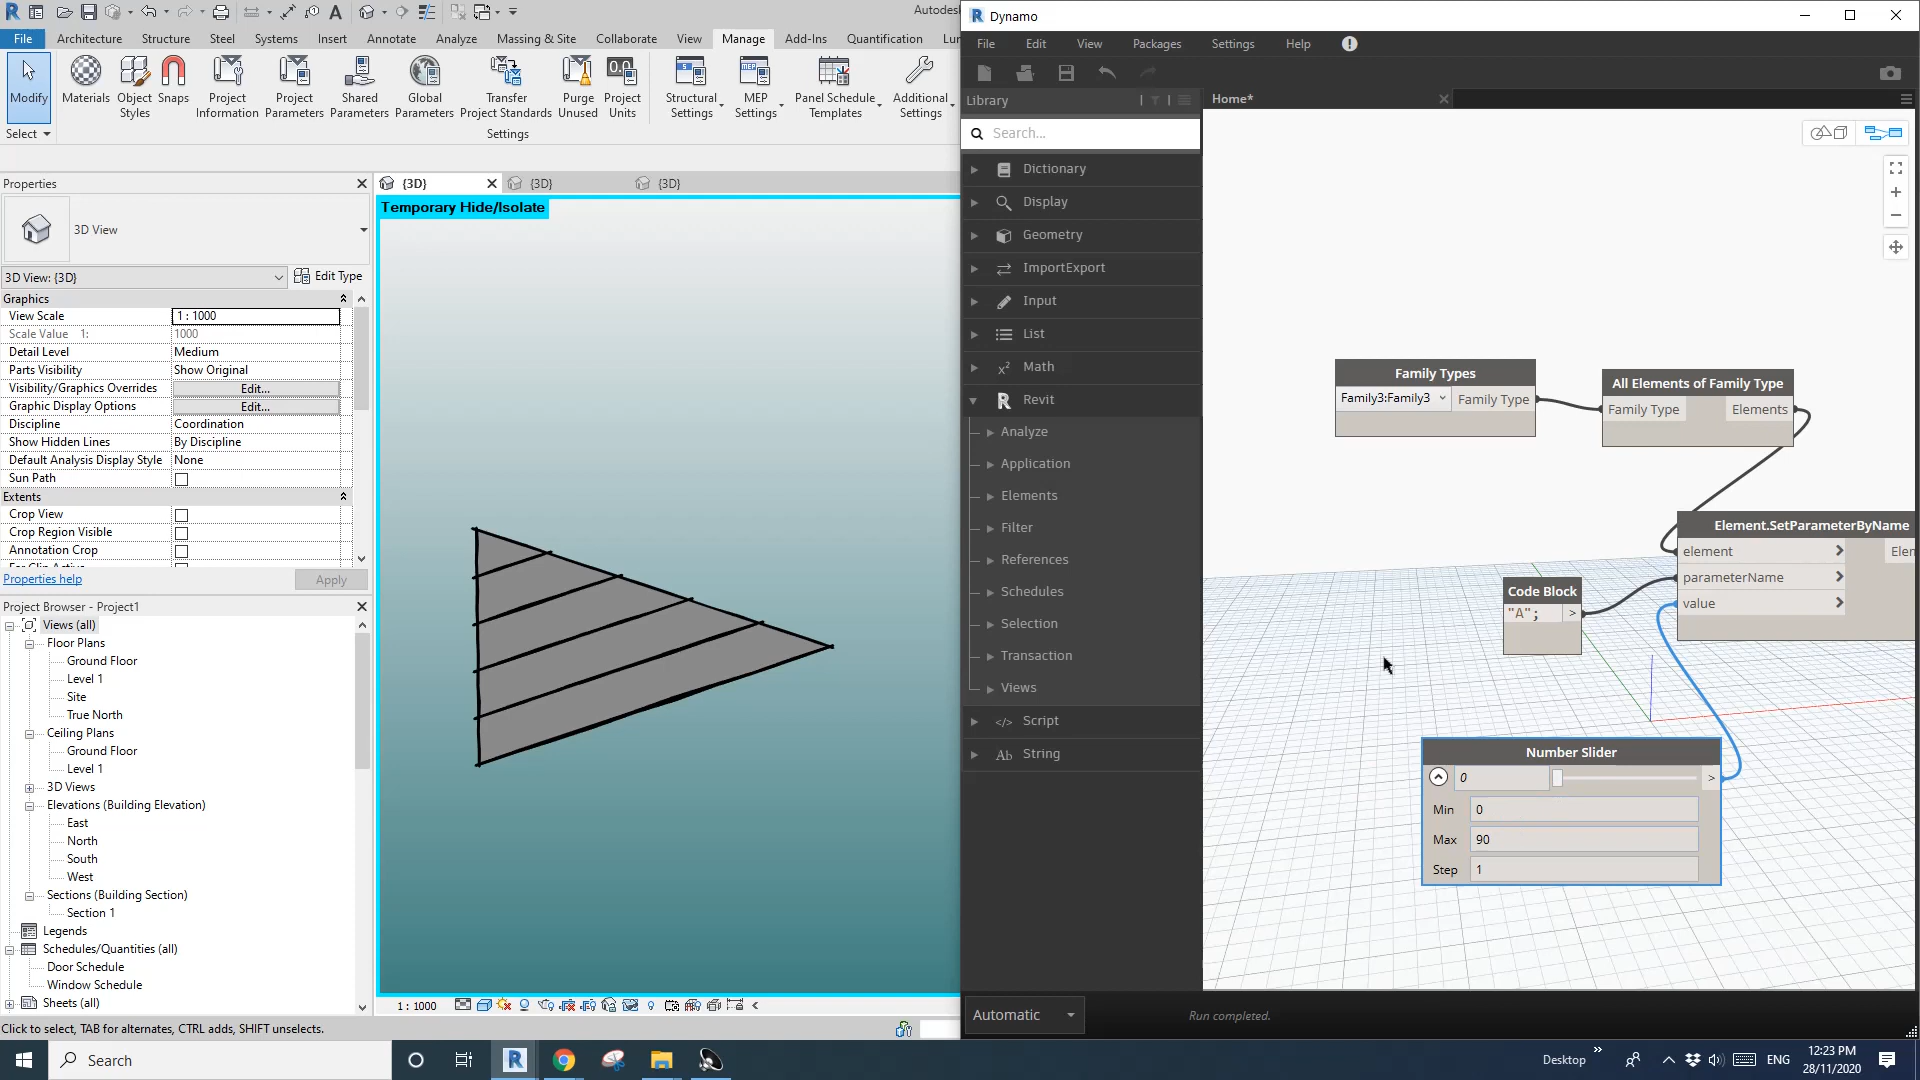 Autodesk
File Architecture Structure Steel Systems Insert Annotate Analyze Massing & Site Collaborate View Manage Add-Ins Quantification
Modify
Materials
Object Styles
Snaps
Project Information
Project Parameters
Shared Parameters
Global Parameters
Transfer Project Standards
Purge Unused
Project Units
Structural Settings
MEP Settings
Panel Schedule Templates
Additional Settings
Select
Settings
Properties
3D View
3D View: {3D}
Edit Type
Graphics
View Scale 1 : 1000
Scale Value 1: 1000
Detail Level Medium
Parts Visibility Show Original
Visibility/Graphics Overrides Edit...
Graphic Display Options Edit...
Discipline Coordination
Show Hidden Lines By Discipline
Default Analysis Display Style None
Sun Path
Extents
Crop View
Crop Region Visible
Annotation Crop
Properties help
Apply
Project Browser - Project1
Views (all)
Floor Plans
Ground Floor
Level 1
Site
True North
Ceiling Plans
Ground Floor
Level 1
3D Views
Elevations (Building Elevation)
East
North
South
West
Sections (Building Section)
Section 1
Legends
Schedules/Quantities (all)
Door Schedule
Window Schedule
Sheets (all)
{3D} {3D} {3D}
Temporary Hide/Isolate
1 : 1000
Click to select, TAB for alternates, CTRL adds, SHIFT unselects.
Dynamo
File Edit View Packages Settings Help
Library
Search...
Dictionary
Display
Geometry
ImportExport
Input
List
Math
Revit
Analyze
Application
Elements
Filter
References
Schedules
Selection
Transaction
Views
Script
String
Automatic
Run completed.
Home*
Family Types
Family3:Family3 Family Type
All Elements of Family Type
Family Type Elements
Element.SetParameterByName
element Elen
parameterName
value
Code Block
"A"; >
Number Slider
0 >
Min 0
Max 90
Step 1
Search
Desktop
ENG
12:23 PM
28/11/2020